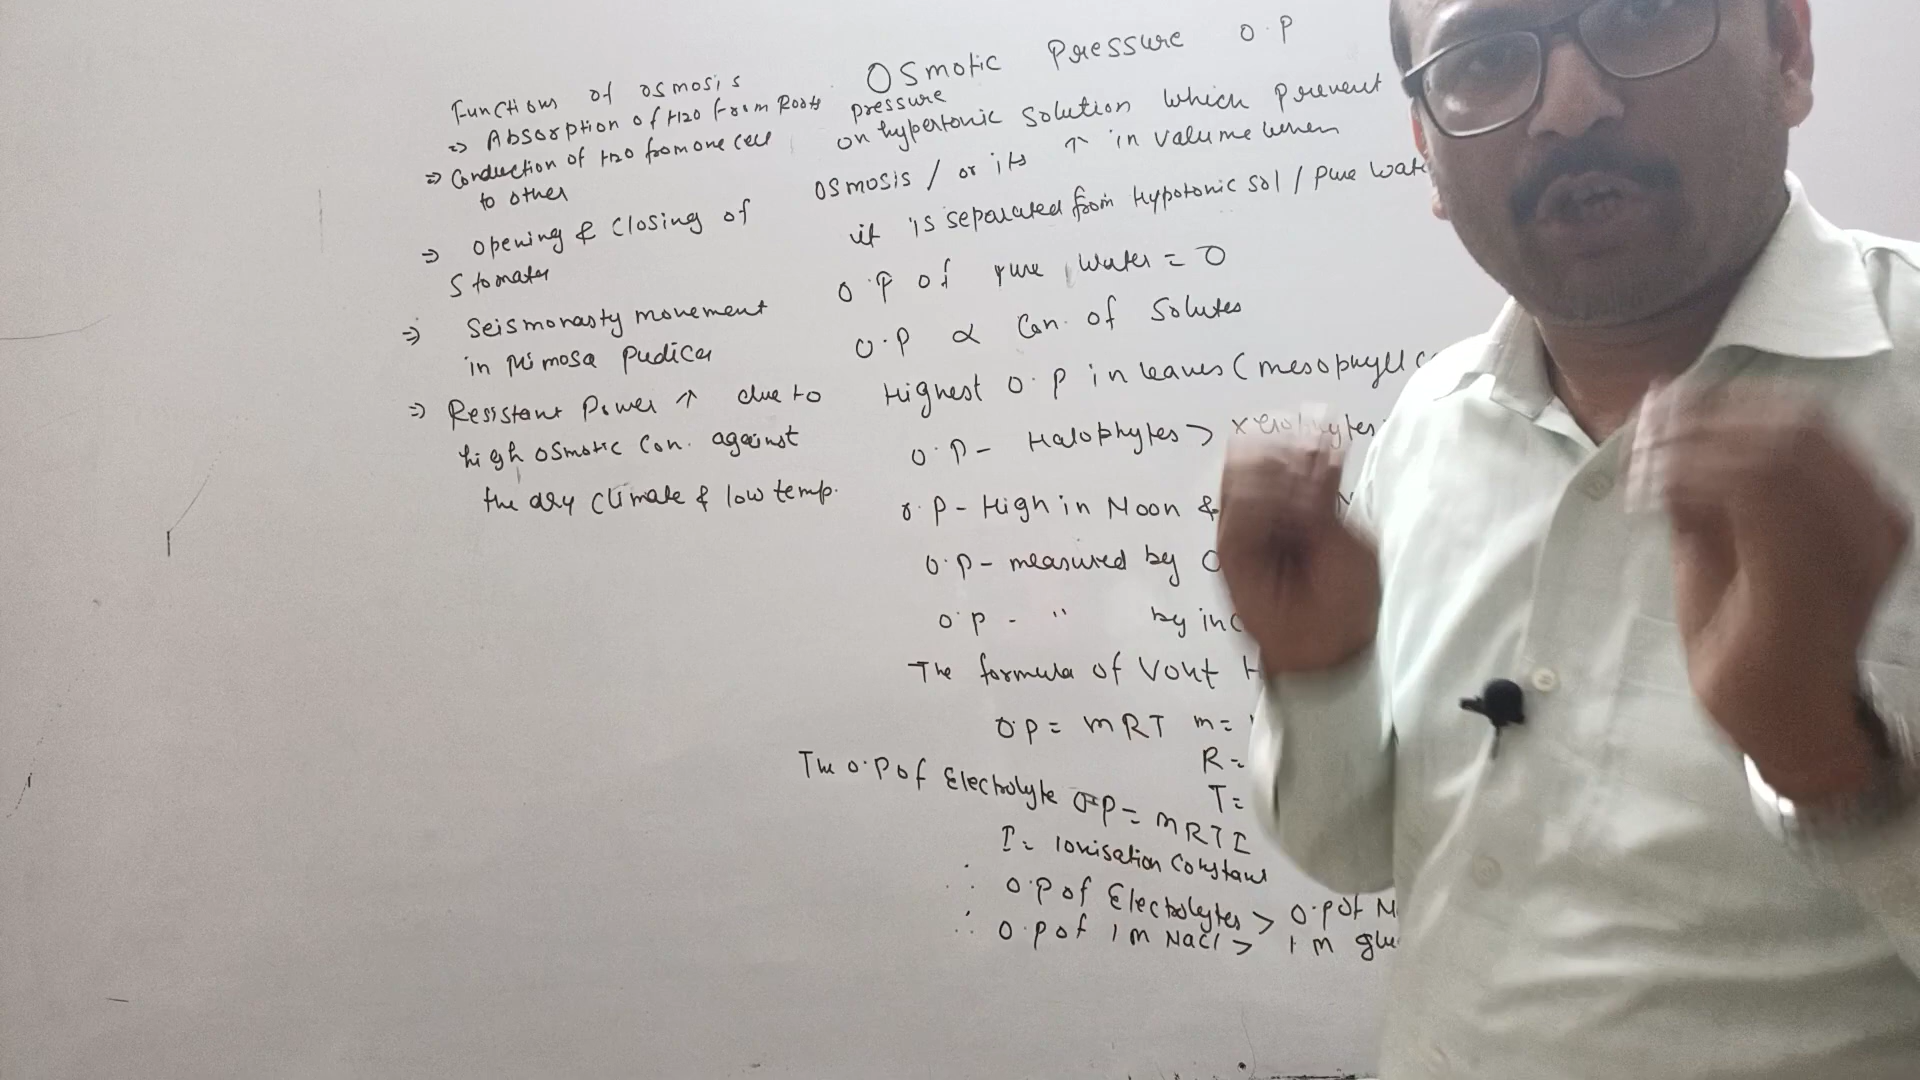 Functions of osmosis
=> Absorption of H2O from Roots
=> Conduction of H2O from one cell
to other
=> opening & closing of
Stomata
=> Seismonasty movement
in Mimosa Pudica
=> Resistant Power ↑ due to
high osmotic con. against
the dry climate & low temp.
Osmotic Pressure O.P
pressure
on hypertonic solution which prevent
osmosis / or its ↑ in volume when
it is separated from Hypotonic sol / pure
O.P of pure water = 0
O.P ∝ Con. of Solutes
Highest O.P in leaves (mesophyll
O.P - Halophytes >
O.P - High in Noon &
O.P - measured by
O.P - " by
The formula of Vont
O.P = mRT m =
R =
T =
The O.P of Electrolyte O.P = mRTI
I = Ionisation Constant
∴ O.P of Electrolytes > O.P of
∴ O.P of 1 m NaCl > 1 m